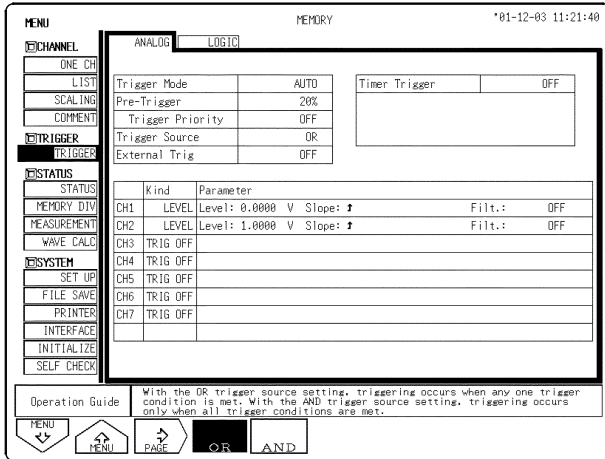 MENU
MEMORY
'01-12-03 11:21:40
ANALOG LOGIC
CHANNEL
ONE CH
LIST
SCALING
COMMENT
TRIGGER
TRIGGER
STATUS
STATUS
MEMORY DIV
MEASUREMENT
WAVE CALC
SYSTEM
SET UP
FILE SAVE
PRINTER
INTERFACE
INITIALIZE
SELF CHECK
Trigger Mode AUTO
Pre-Trigger 20%
Trigger Priority OFF
Trigger Source OR
External Trig OFF
Timer Trigger OFF
Kind Parameter
CH1 LEVEL Level: 0.0000 V Slope: ↑ Filt.: OFF
CH2 LEVEL Level: 1.0000 V Slope: ↑ Filt.: OFF
CH3 TRIG OFF
CH4 TRIG OFF
CH5 TRIG OFF
CH6 TRIG OFF
CH7 TRIG OFF
Operation Guide
With the OR trigger source setting, triggering occurs when any one trigger
condition is met. With the AND trigger source setting, triggering occurs
only when all trigger conditions are met.
MENU
MENU
PAGE
OR
AND